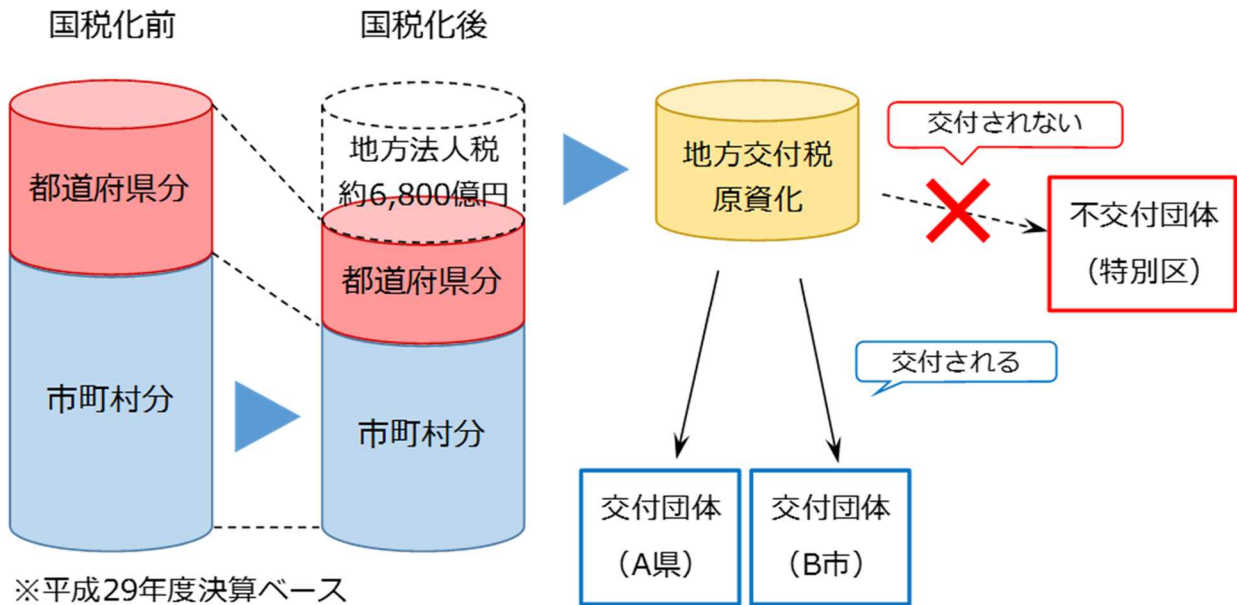 国税化前
国税化後
都道府県分
市町村分
地方法人税
約6,800億円
都道府県分
市町村分
地方交付税
原資化
交付されない
不交付団体
（特別区）
交付される
交付団体
（A県）
交付団体
（B市）
※平成29年度決算ベース